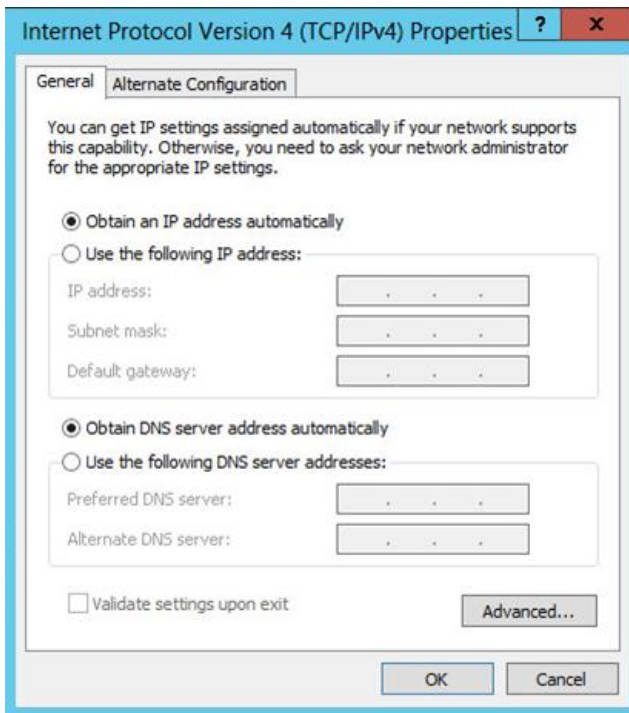 Internet Protocol Version 4 (TCP/IPv4) Properties ? x
General Alternate Configuration
You can get IP settings assigned automatically if your network supports
this capability. Otherwise, you need to ask your network administrator
for the appropriate IP settings.
Obtain an IP address automatically
Use the following IP address:
IP address: . . .
Subnet mask: . . .
Default gateway: . . .
Obtain DNS server address automatically
Use the following DNS server addresses:
Preferred DNS server: . . .
Alternate DNS server: . . .
Validate settings upon exit
Advanced...
OK Cancel